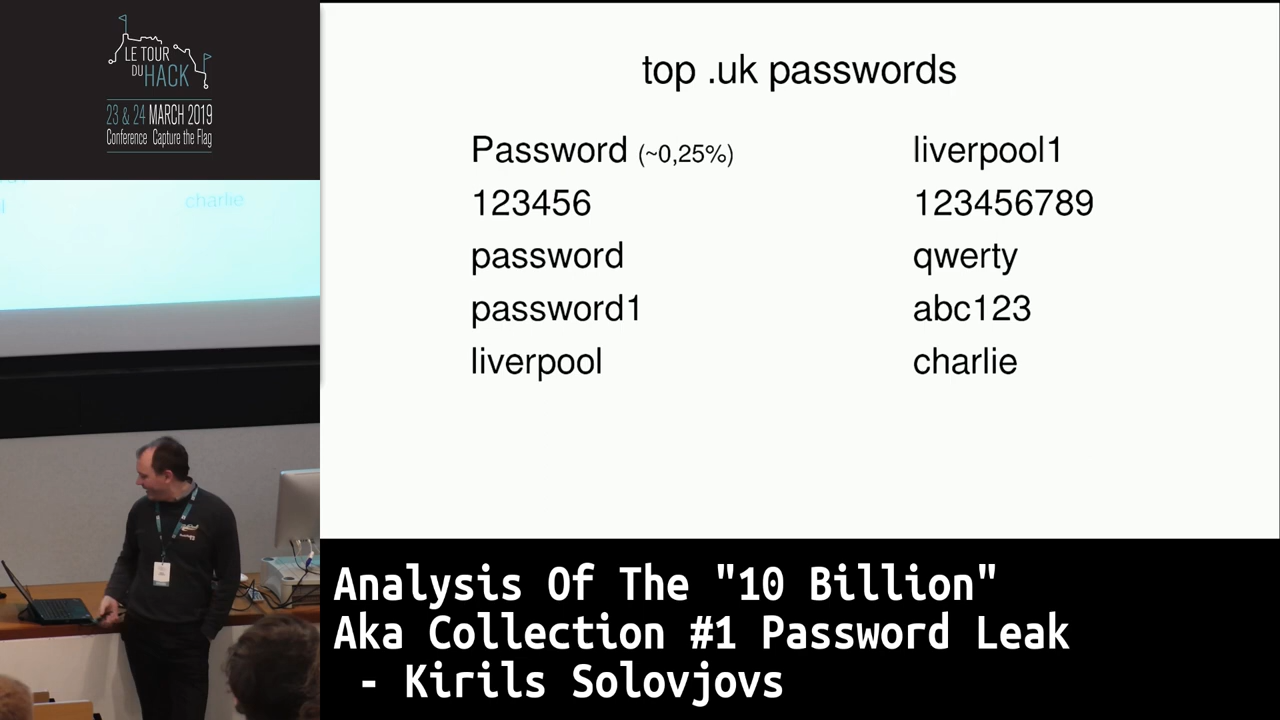 LE TOUR
DU HACK
23 & 24 MARCH 2019
Conference Capture the Flag
charlie
top .uk passwords
Password (~0,25%)
123456
password
password1
liverpool
liverpool1
123456789
qwerty
abc123
charlie
Analysis Of The "10 Billion"
Aka Collection #1 Password Leak
- Kirils Solovjovs